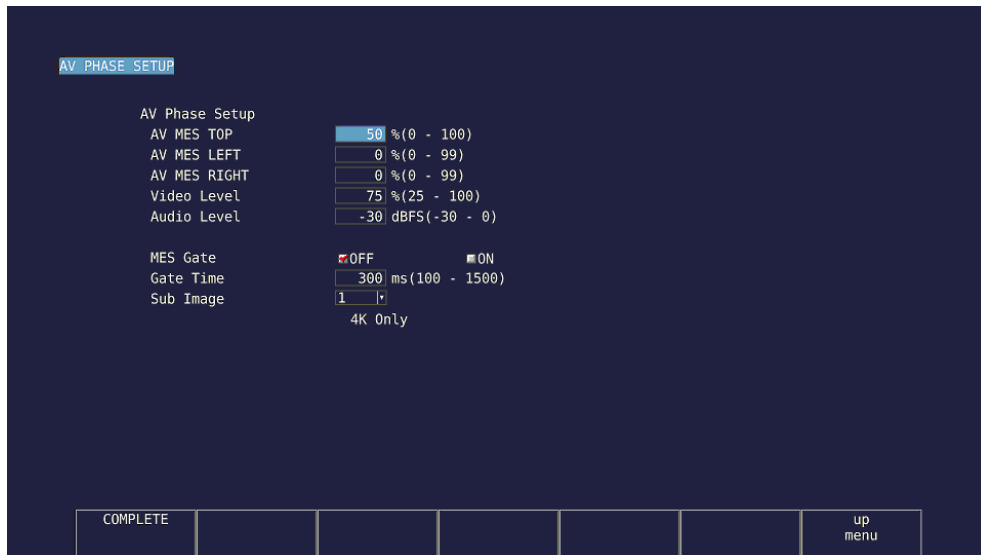 AV PHASE SETUP
AV Phase Setup
AV MES TOP 50 %(0 - 100)
AV MES LEFT 0 %(0 - 99)
AV MES RIGHT 0 %(0 - 99)
Video Level 75 %(25 - 100)
Audio Level -30 dBFS(-30 - 0)
MES Gate OFF ON
Gate Time 300 ms(100 - 1500)
Sub Image 1
4K Only
COMPLETE up
menu